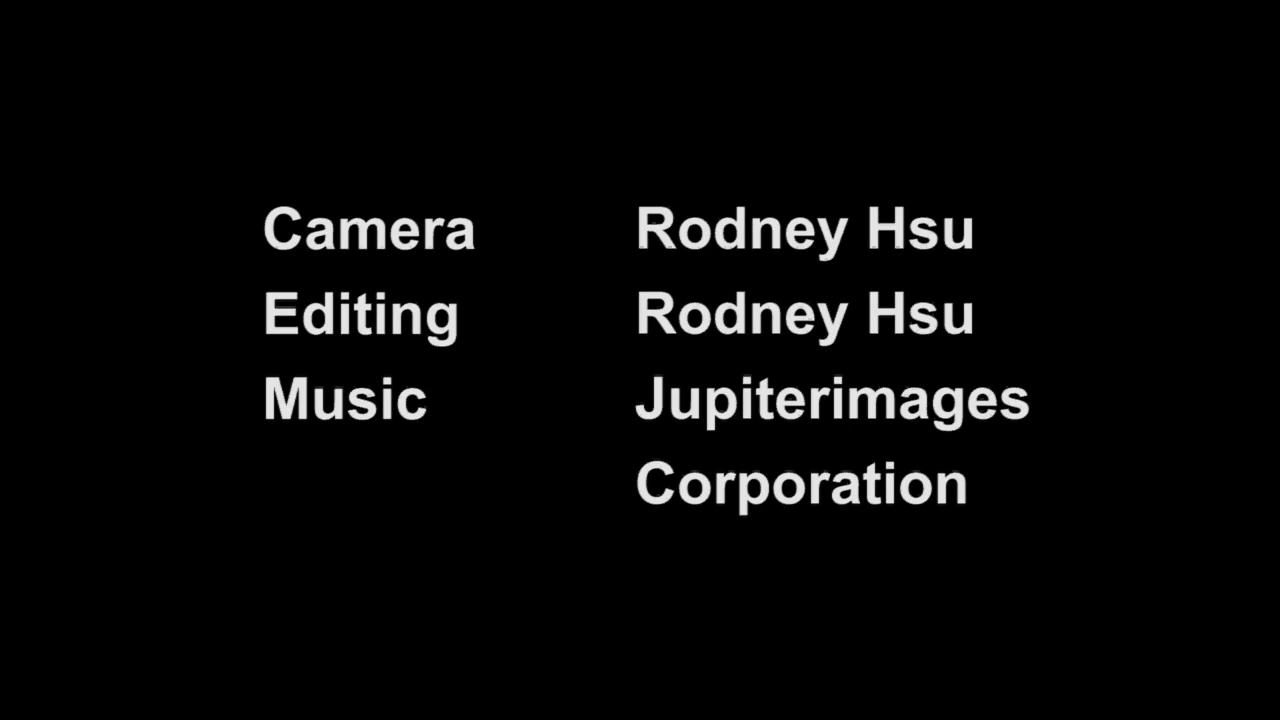 Camera Rodney Hsu
Editing Rodney Hsu
Music Jupiterimages
Corporation